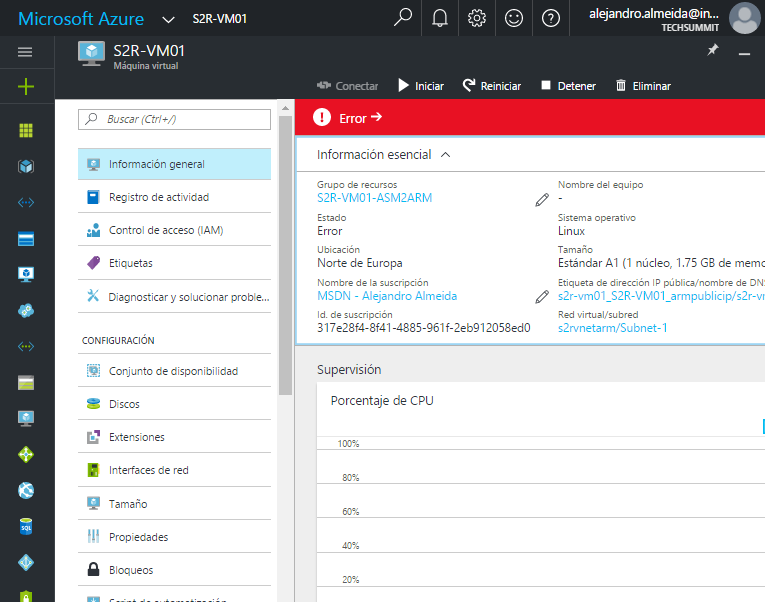 Microsoft Azure
S2R-VM01
alejandro.almeida@in...
TECHSUMMIT
S2R-VM01
Máquina virtual
Conectar
Iniciar
Reiniciar
Detener
Eliminar
Buscar (Ctrl+/)
Información general
Registro de actividad
Control de acceso (IAM)
Etiquetas
Diagnosticar y solucionar proble...
CONFIGURACIÓN
Conjunto de disponibilidad
Discos
Extensiones
Interfaces de red
Tamaño
Propiedades
Bloqueos
Script de automatización
Error →
Información esencial
Grupo de recursos
S2R-VM01-ASM2ARM
Estado
Error
Ubicación
Norte de Europa
Nombre de la suscripción
MSDN - Alejandro Almeida
Id. de suscripción
317e28f4-8f41-4885-961f-2eb912058ed0
Nombre del equipo
-
Sistema operativo
Linux
Tamaño
Estándar A1 (1 núcleo, 1.75 GB de memo
Etiqueta de dirección IP pública/nombre de DNS
s2r-vm01_S2R-VM01_armpublicip/s2r-vm
Red virtual/subred
s2rvnetarm/Subnet-1
Supervisión
Porcentaje de CPU
100%
80%
60%
40%
20%
SQL